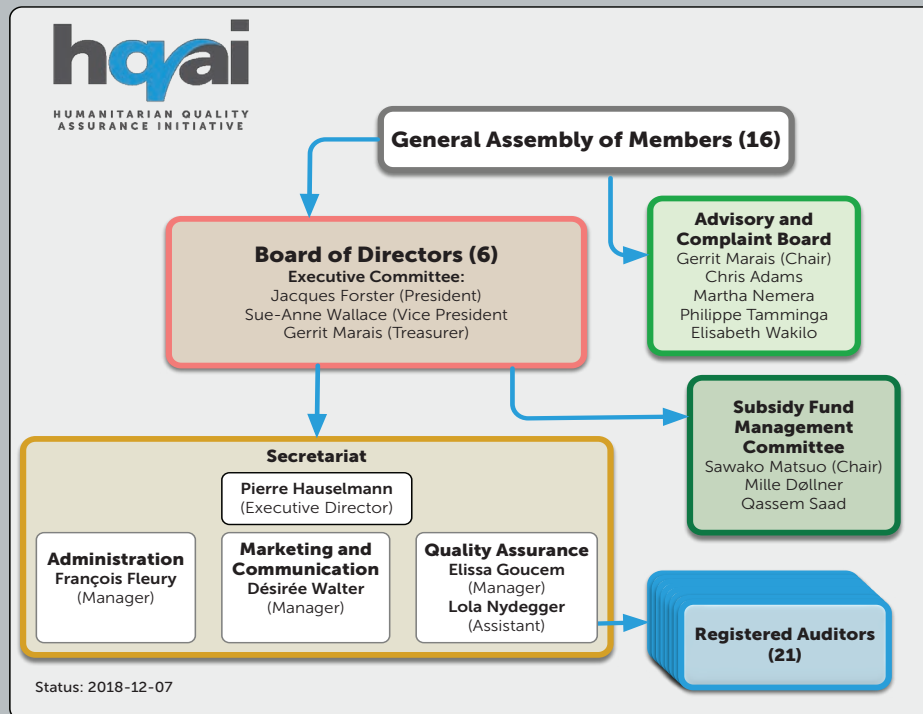 hqai
HUMANITARIAN QUALITY
ASSURANCE INITIATIVE
General Assembly of Members (16)
Board of Directors (6)
Executive Committee:
Jacques Forster (President)
Sue-Anne Wallace (Vice President
Gerrit Marais (Treasurer)
Advisory and
Complaint Board
Gerrit Marais (Chair)
Chris Adams
Martha Nemera
Philippe Tamminga
Elisabeth Wakilo
Subsidy Fund
Management
Committee
Sawako Matsuo (Chair)
Mille Døllner
Qassem Saad
Secretariat
Pierre Hauselmann
(Executive Director)
Administration
François Fleury
(Manager)
Marketing and
Communication
Désirée Walter
(Manager)
Quality Assurance
Elissa Goucem
(Manager)
Lola Nydegger
(Assistant)
Registered Auditors
(21)
Status: 2018-12-07